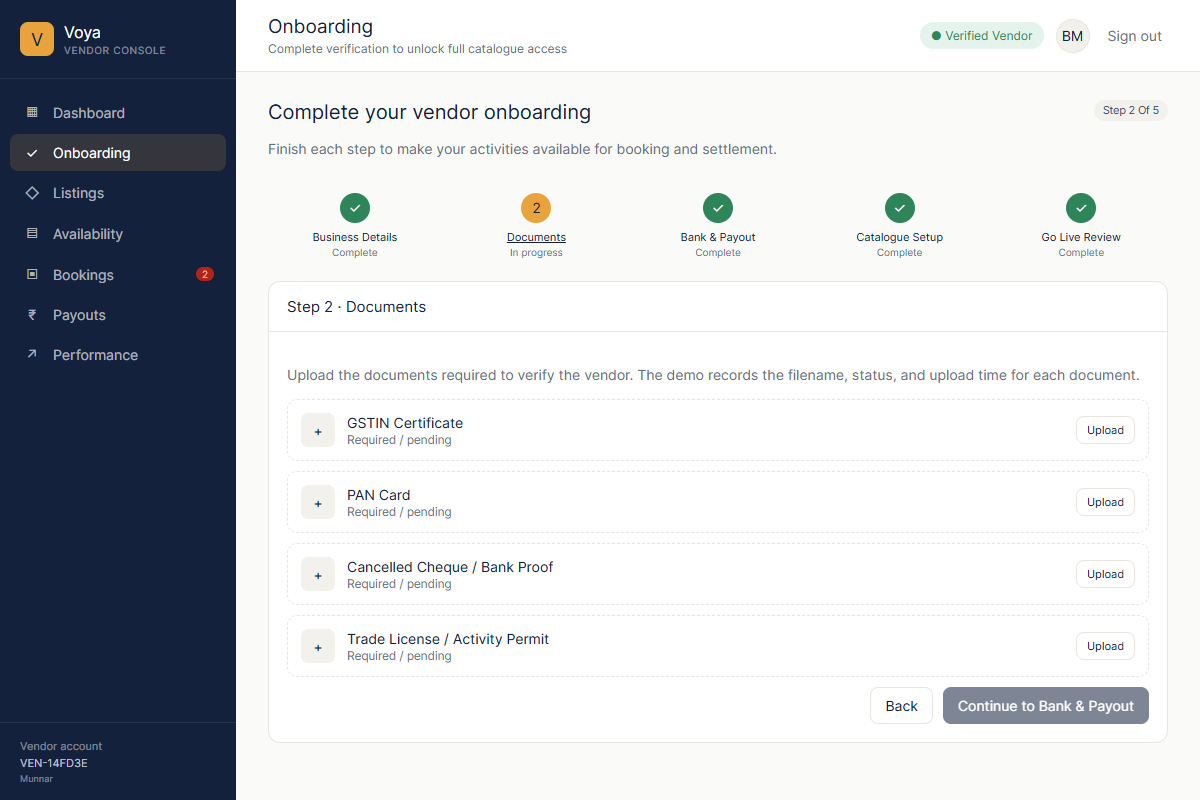 V
Voya
VENDOR CONSOLE
Dashboard
Onboarding
Listings
Availability
Bookings
2
₹ Payouts
Performance
Vendor account
VEN-14FD3E
Munnar
Onboarding
Complete verification to unlock full catalogue access
Verified Vendor
BM
Sign out
Complete your vendor onboarding
Step 2 Of 5
Finish each step to make your activities available for booking and settlement.
Business Details
Complete
2
Documents
In progress
Bank & Payout
Complete
Catalogue Setup
Complete
Go Live Review
Complete
Step 2 · Documents
Upload the documents required to verify the vendor. The demo records the filename, status, and upload time for each document.
+
GSTIN Certificate
Required / pending
Upload
+
PAN Card
Required / pending
Upload
+
Cancelled Cheque / Bank Proof
Required / pending
Upload
+
Trade License / Activity Permit
Required / pending
Upload
Back
Continue to Bank & Payout